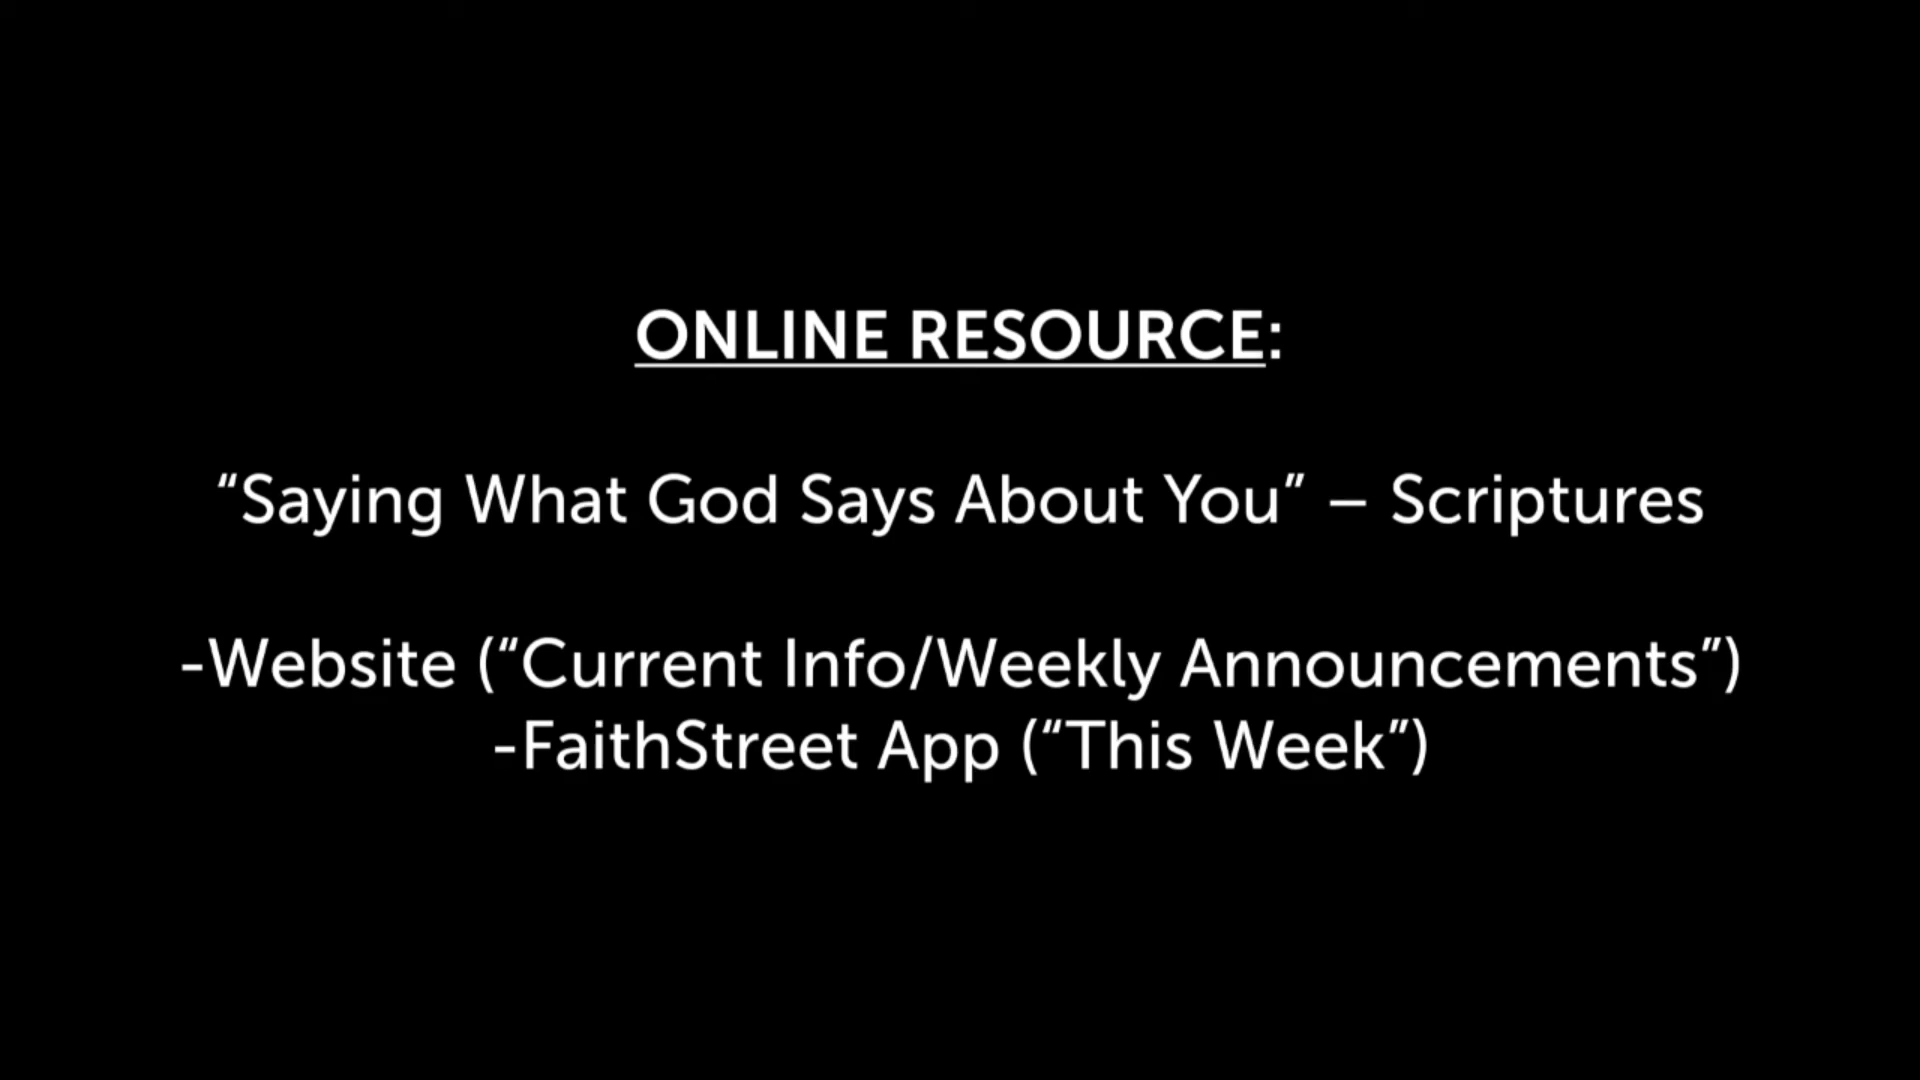 ONLINE RESOURCE:
“Saying What God Says About You” – Scriptures
-Website (“Current Info/Weekly Announcements”)
-FaithStreet App (“This Week”)